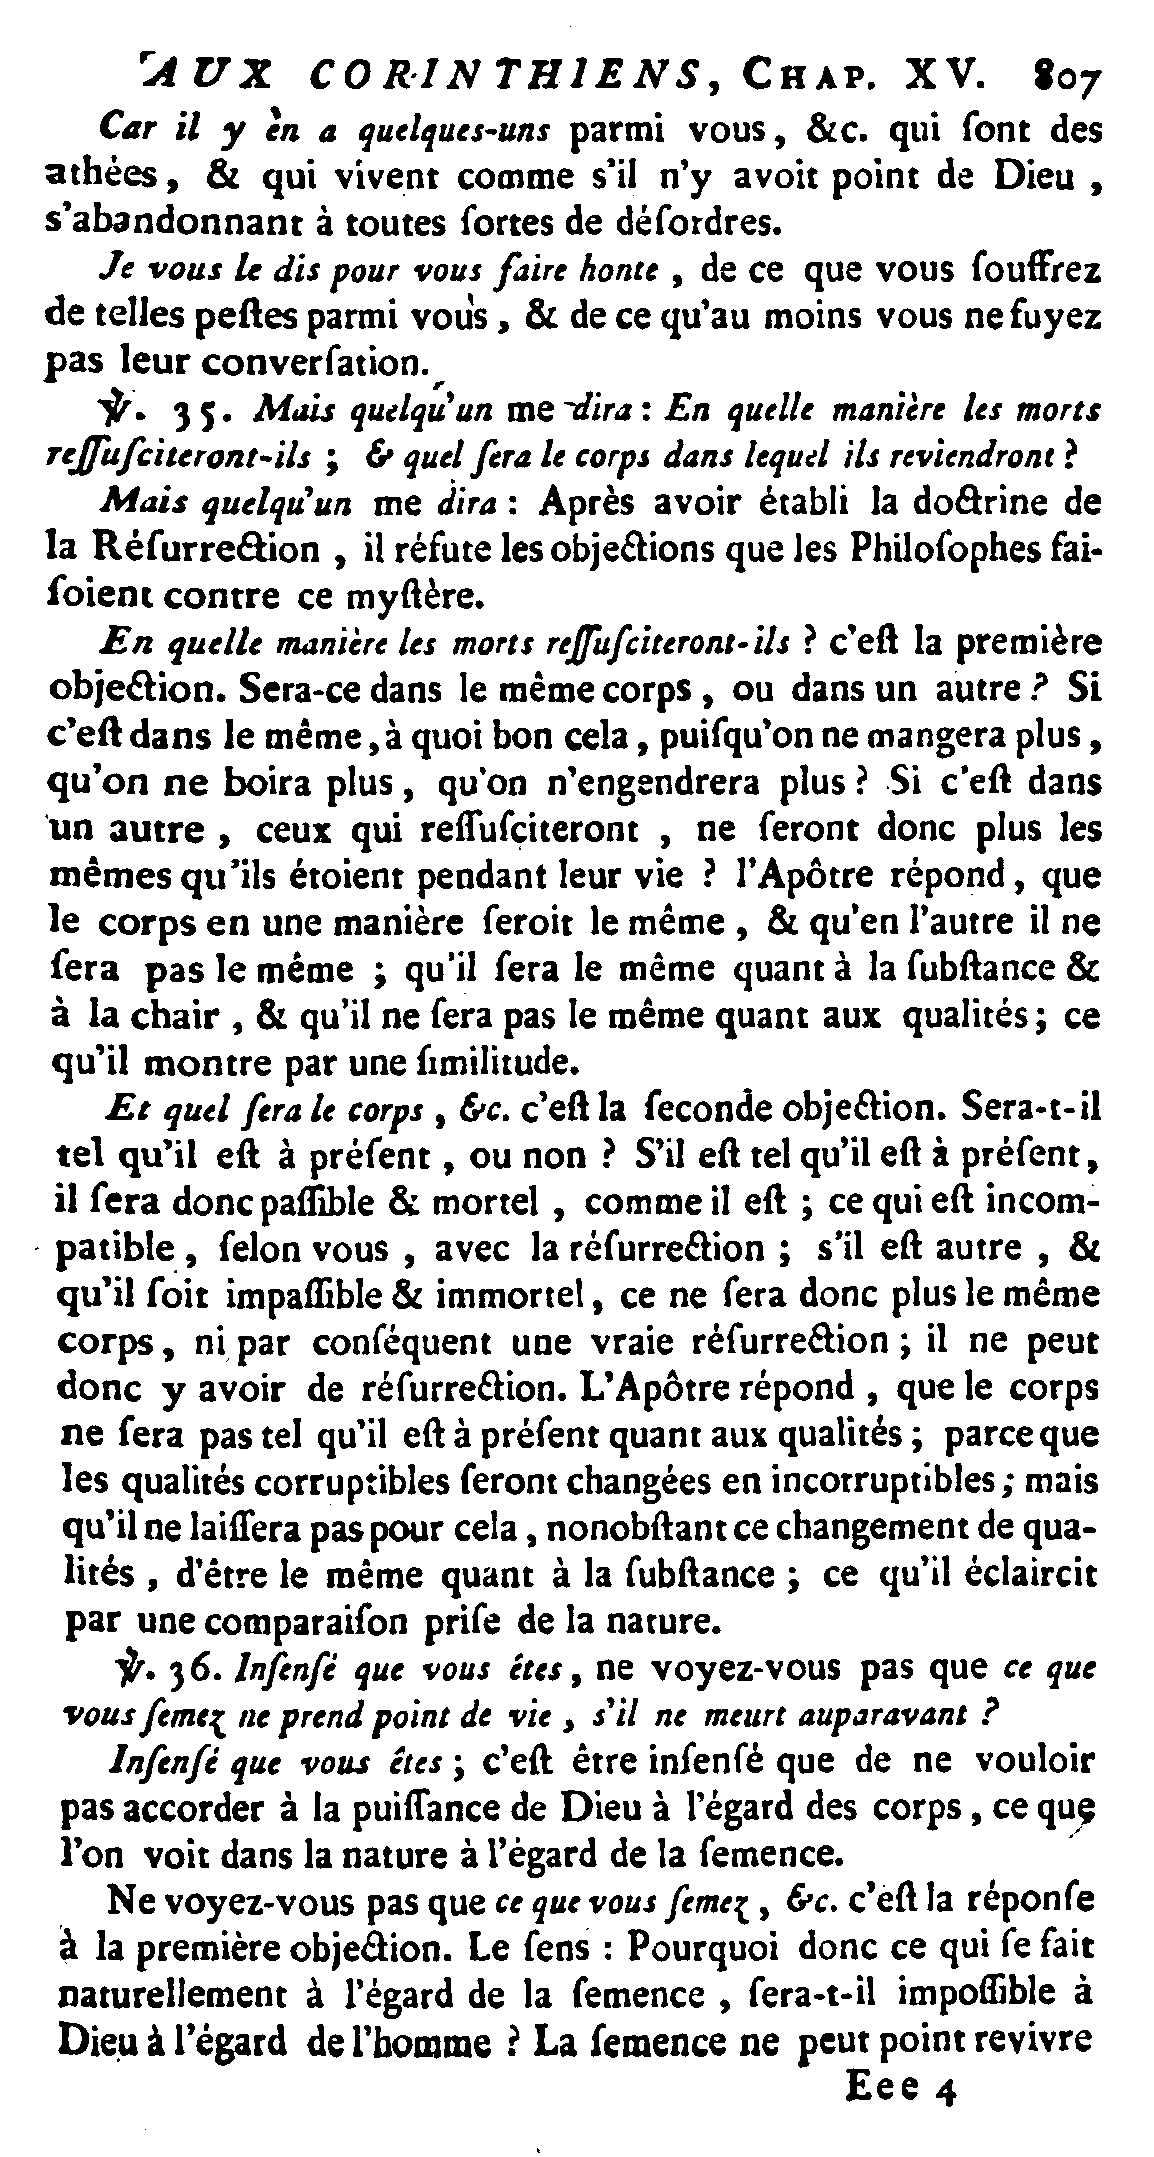 AUX CORINTHIENS, CHAP. XV. 807
Car il y en a quelques-uns parmi vous, &c. qui ſont des
athées, & qui vivent comme s'il n'y avoit point de Dieu,
s'abandonnant à toutes ſortes de déſordres.
Je vous le dis pour vous faire honte, de ce que vous ſouffrez
de telles peſtes parmi vous, & de ce qu'au moins vous ne fuyez
pas leur converſation.
℣. 35. Mais quelqu'un me dira : En quelle manière les morts
reſſuſciteront-ils ; & quel ſera le corps dans lequel ils reviendront ?
Mais quelqu'un me dira : Après avoir établi la doctrine de
la Réſurrection, il réfute les objections que les Philoſophes fai-
ſoient contre ce myſtère.
En quelle manière les morts reſſuſciteront-ils ? c'eſt la première
objection. Sera-ce dans le même corps, ou dans un autre ? Si
c'eſt dans le même, à quoi bon cela, puiſqu'on ne mangera plus,
qu'on ne boira plus, qu'on n'engendrera plus ? Si c'eſt dans
un autre, ceux qui reſſuſciteront, ne ſeront donc plus les
mêmes qu'ils étoient pendant leur vie ? l'Apôtre répond, que
le corps en une manière ſeroit le même, & qu'en l'autre il ne
ſera pas le même ; qu'il ſera le même quant à la ſubſtance &
à la chair, & qu'il ne ſera pas le même quant aux qualités ; ce
qu'il montre par une ſimilitude.
Et quel ſera le corps, &c. c'eſt la ſeconde objection. Sera-t-il
tel qu'il eſt à préſent, ou non ? S'il eſt tel qu'il eſt à préſent,
il ſera donc paſſible & mortel, comme il eſt ; ce qui eſt incom-
patible, ſelon vous, avec la réſurrection ; s'il eſt autre, &
qu'il ſoit impaſſible & immortel, ce ne ſera donc plus le même
corps, ni par conſéquent une vraie réſurrection ; il ne peut
donc y avoir de réſurrection. L'Apôtre répond, que le corps
ne ſera pas tel qu'il eſt à préſent quant aux qualités ; parce que
les qualités corruptibles ſeront changées en incorruptibles ; mais
qu'il ne laiſſera pas pour cela, nonobſtant ce changement de qua-
lités, d'être le même quant à la ſubſtance ; ce qu'il éclaircit
par une comparaiſon priſe de la nature.
℣. 36. Inſenſé que vous êtes, ne voyez-vous pas que ce que
vous ſemez ne prend point de vie, s'il ne meurt auparavant ?
Inſenſé que vous êtes ; c'eſt être inſenſé que de ne vouloir
pas accorder à la puiſſance de Dieu à l'égard des corps, ce que
l'on voit dans la nature à l'égard de la ſemence.
Ne voyez-vous pas que ce que vous ſemez, &c. c'eſt la réponſe
à la première objection. Le ſens : Pourquoi donc ce qui ſe fait
naturellement à l'égard de la ſemence, ſera-t-il impoſſible à
Dieu à l'égard de l'homme ? La ſemence ne peut point revivre
Eee 4